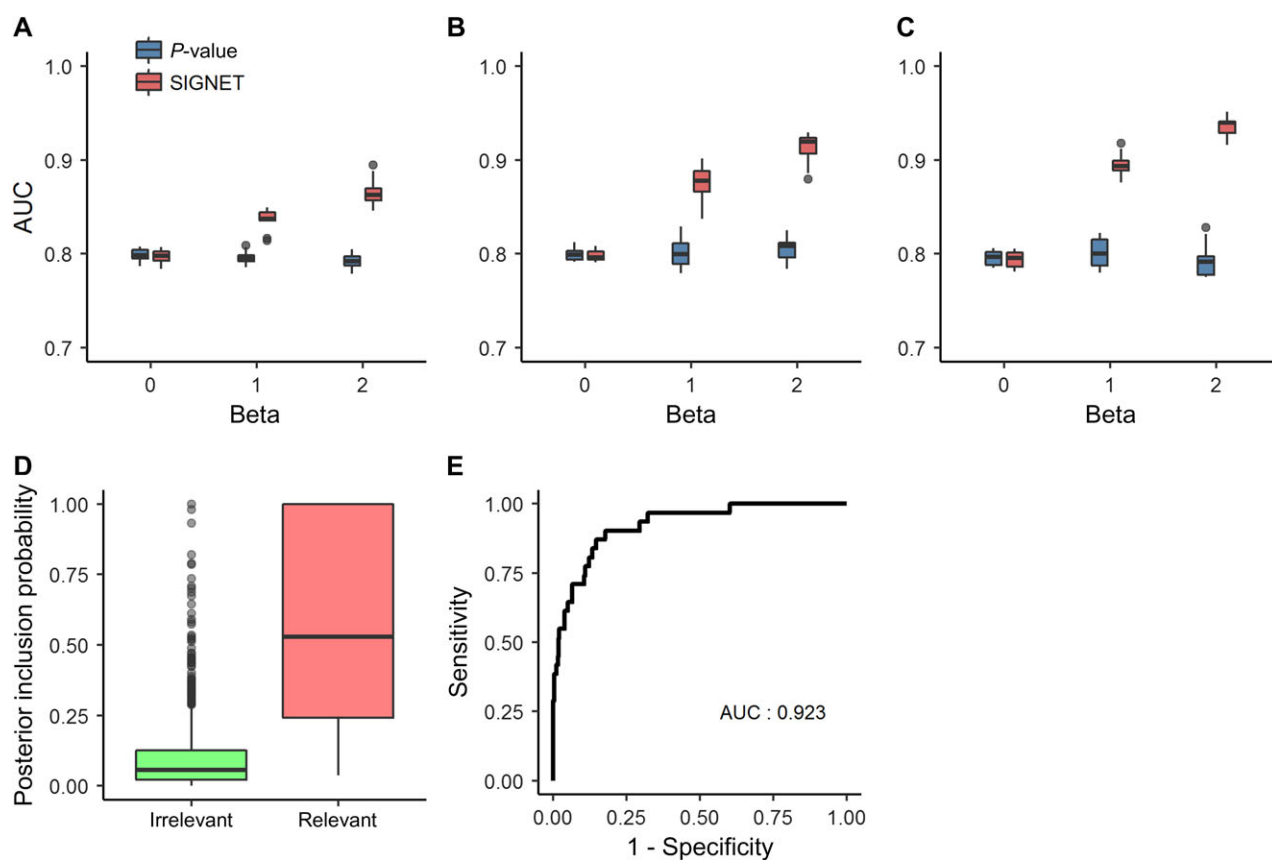 A
P-value
SIGNET
AUC
1.0
0.9
0.8
0.7
0
1
2
Beta
B
1.0
0.9
0.8
0.7
0
1
2
Beta
C
1.0
0.9
0.8
0.7
0
1
2
Beta
D
Posterior inclusion probability
1.00
0.75
0.50
0.25
0.00
Irrelevant
Relevant
E
Sensitivity
1.00
0.75
0.50
0.25
0.00
AUC : 0.923
0.00
0.25
0.50
0.75
1.00
1 - Specificity